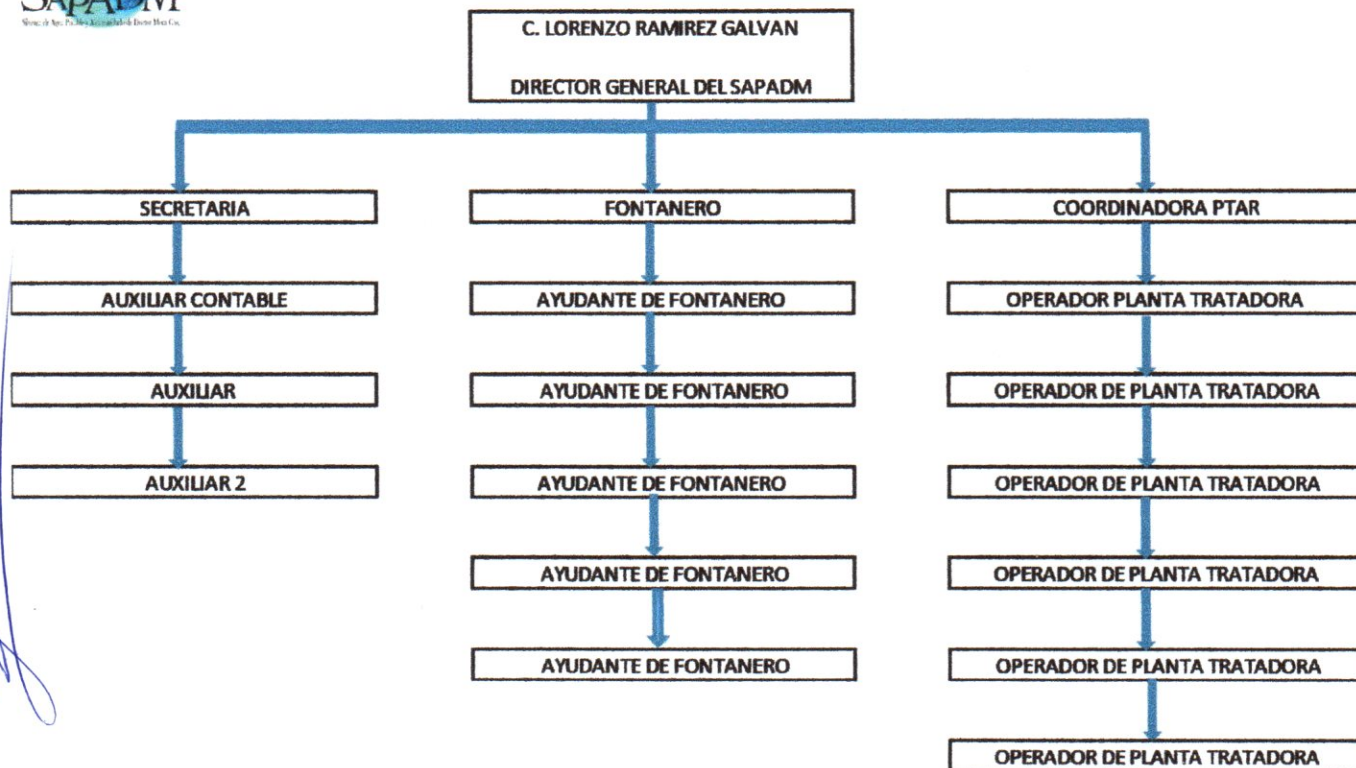 SAPADM
C. LORENZO RAMIREZ GALVAN
DIRECTOR GENERAL DEL SAPADM
SECRETARIA
AUXILIAR CONTABLE
AUXILIAR
AUXILIAR 2
FONTANERO
AYUDANTE DE FONTANERO
AYUDANTE DE FONTANERO
AYUDANTE DE FONTANERO
AYUDANTE DE FONTANERO
AYUDANTE DE FONTANERO
COORDINADORA PTAR
OPERADOR PLANTA TRATADORA
OPERADOR DE PLANTA TRATADORA
OPERADOR DE PLANTA TRATADORA
OPERADOR DE PLANTA TRATADORA
OPERADOR DE PLANTA TRATADORA
OPERADOR DE PLANTA TRATADORA